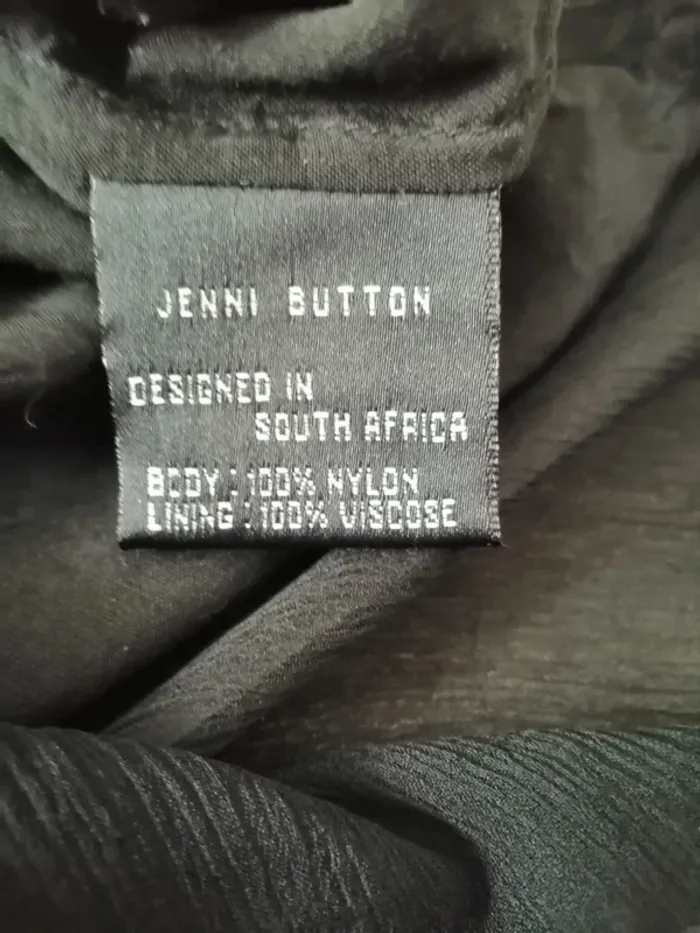 JENNI BUTTON
DESIGNED IN
SOUTH AFRICA
BODY : 100% NYLON
LINING : 100% VISCOSE